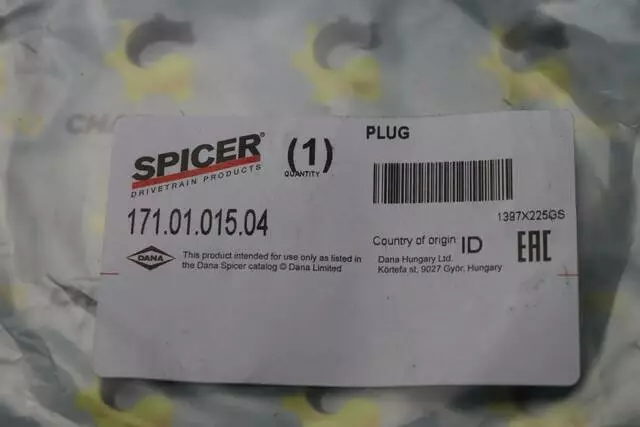 SPICER®
DRIVETRAIN PRODUCTS
(1)
QUANTITY
PLUG
171.01.015.04
1397X225GS
DANA
This product intended for use only as listed in
the Dana Spicer catalog © Dana Limited
Country of origin ID
Dana Hungary Ltd.
Körtefa st, 9027 Győr, Hungary
EAC